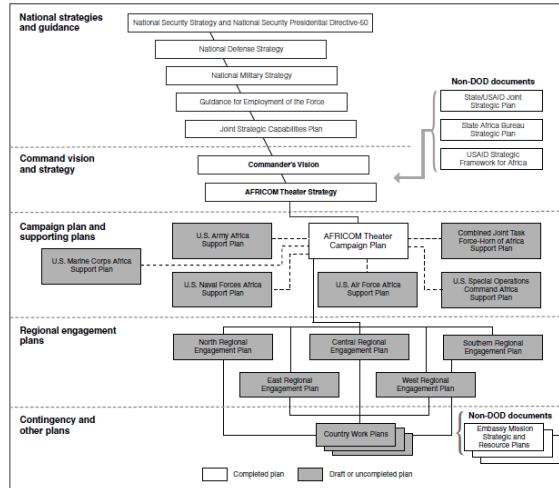 National strategies
and guidance
National Security Strategy and National Security Presidential Directive-50
National Defense Strategy
National Military Strategy
Guidance for Employment of the Force
Joint Strategic Capabilities Plan
Non-DOD documents
State/USAID Joint
Strategic Plan
State Africa Bureau
Strategic Plan
USAID Strategic
Framework for Africa
Command vision
and strategy
Commander's Vision
AFRICOM Theater Strategy
Campaign plan and
supporting plans
U.S. Army Africa
Support Plan
AFRICOM Theater
Campaign Plan
Combined Joint Task
Force-Horn of Africa
Support Plan
U.S. Marine Corps Africa
Support Plan
U.S. Naval Forces Africa
Support Plan
U.S. Air Force Africa
Support Plan
U.S. Special Operations
Command Africa
Support Plan
Regional engagement
plans
North Regional
Engagement Plan
Central Regional
Engagement Plan
Southern Regional
Engagement Plan
East Regional
Engagement Plan
West Regional
Engagement Plan
Contingency and
other plans
Country Work Plans
Non-DOD documents
Embassy Mission
Strategic and
Resource Plans
Completed plan
Draft or uncompleted plan